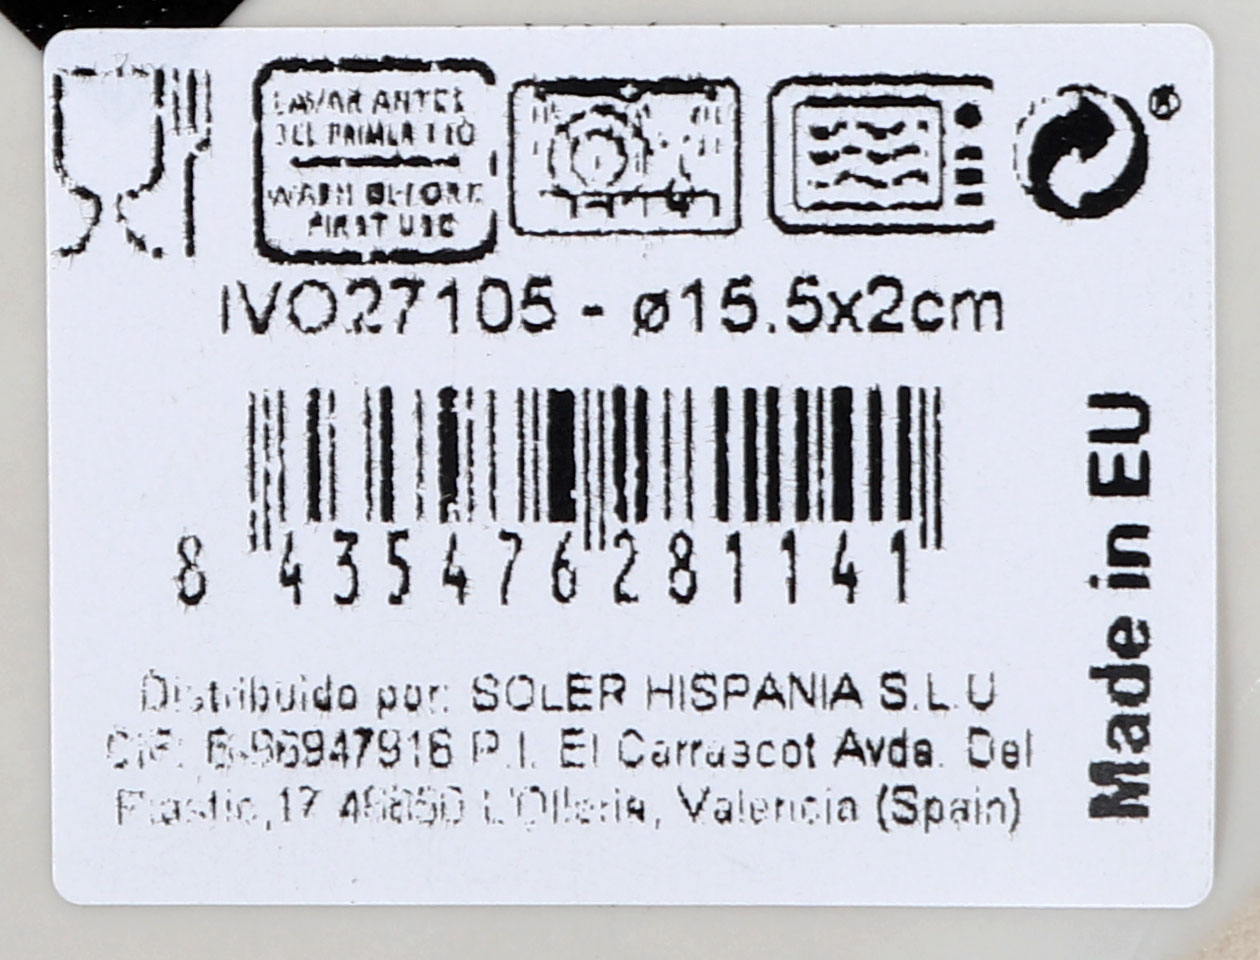 LAVAR ANTES
DEL PRIMER USO
WASH BEFORE
FIRST USE
®
IVO27105 - ø15.5x2cm
8 435476 281141
Made in EU
Distribuido por: SOLER HISPANIA S.L.U
CIF: B-96947916 P.I. El Carrascot Avda. Del
Plastic,17 46850 L'Olleria, Valencia (Spain)